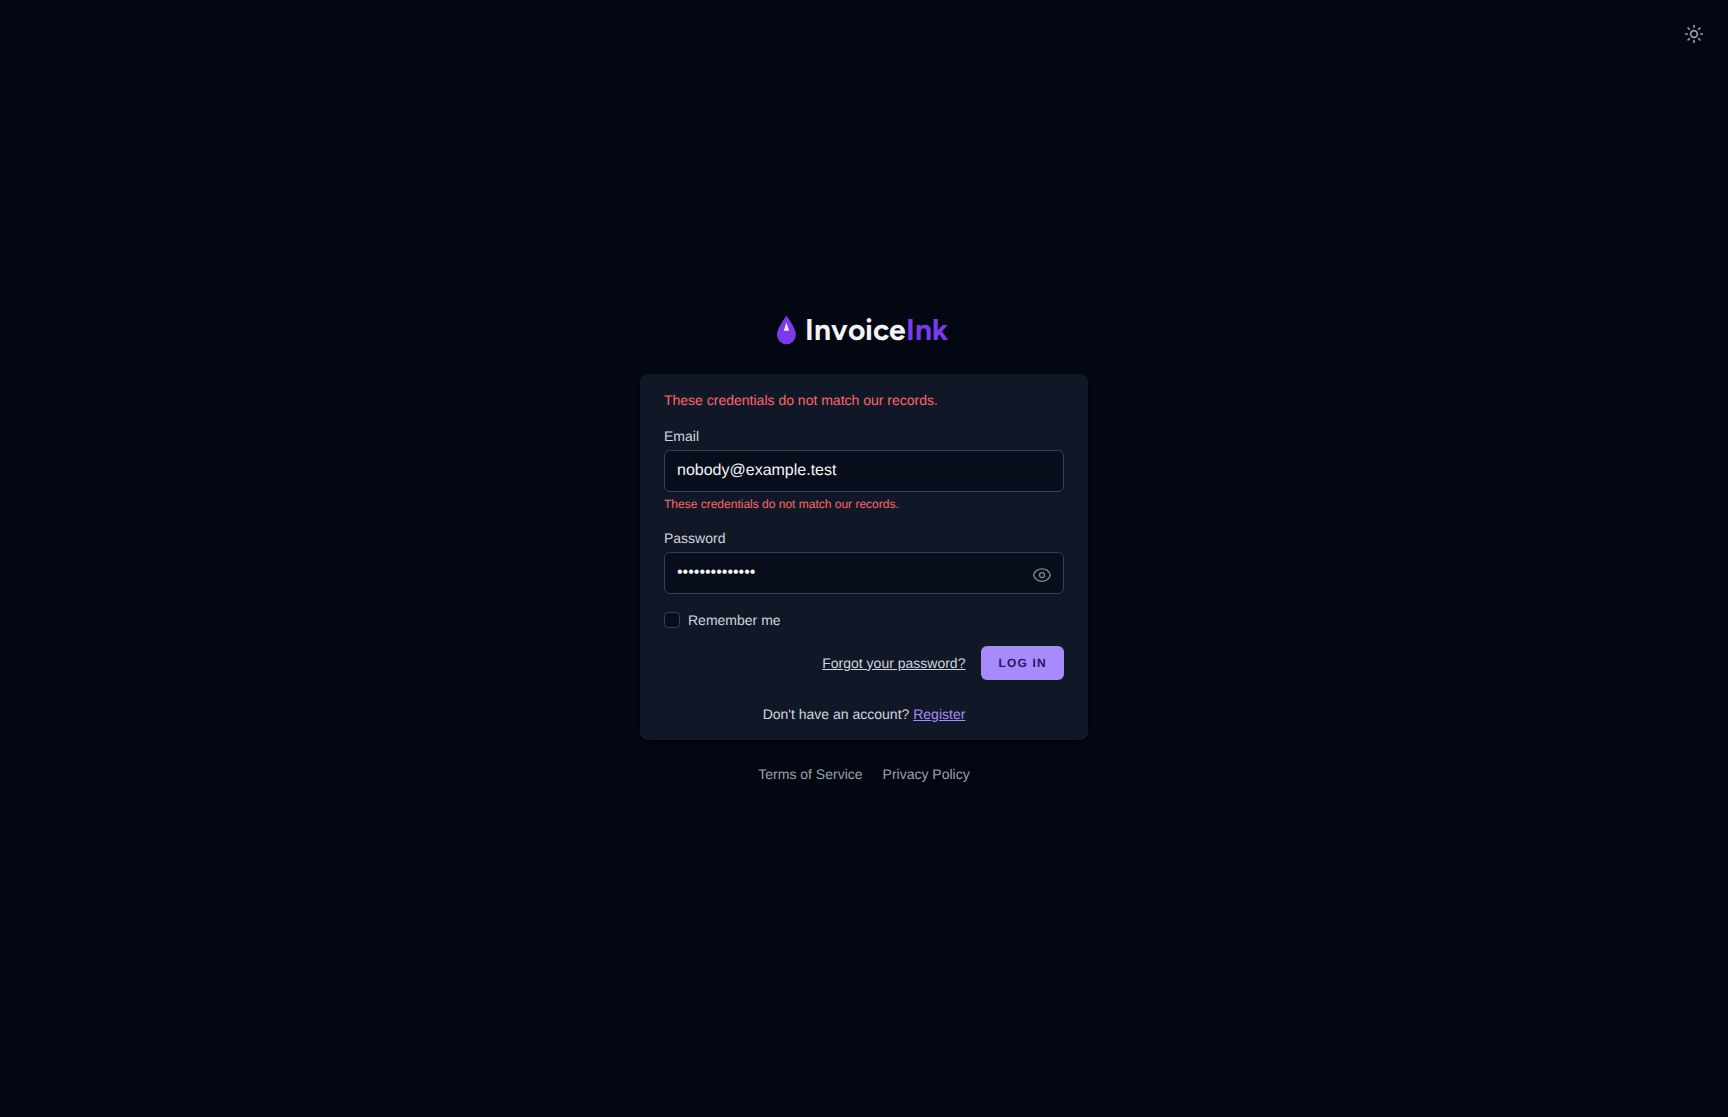 InvoiceInk
These credentials do not match our records.
Email
nobody@example.test
These credentials do not match our records.
Password
••••••••••••••
Remember me
Forgot your password? LOG IN
Don't have an account? Register
Terms of Service Privacy Policy